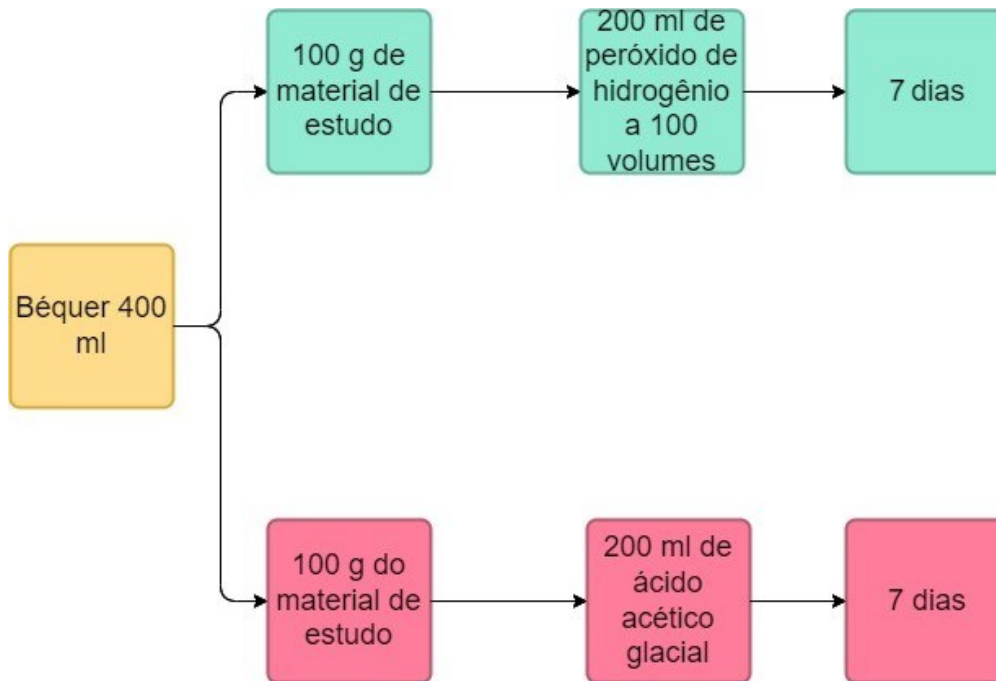 100 g de
material de
estudo
200 ml de
peróxido de
hidrogênio
a 100
volumes
7 dias
Béquer 400
ml
100 g do
material de
estudo
200 ml de
ácido
acético
glacial
7 dias